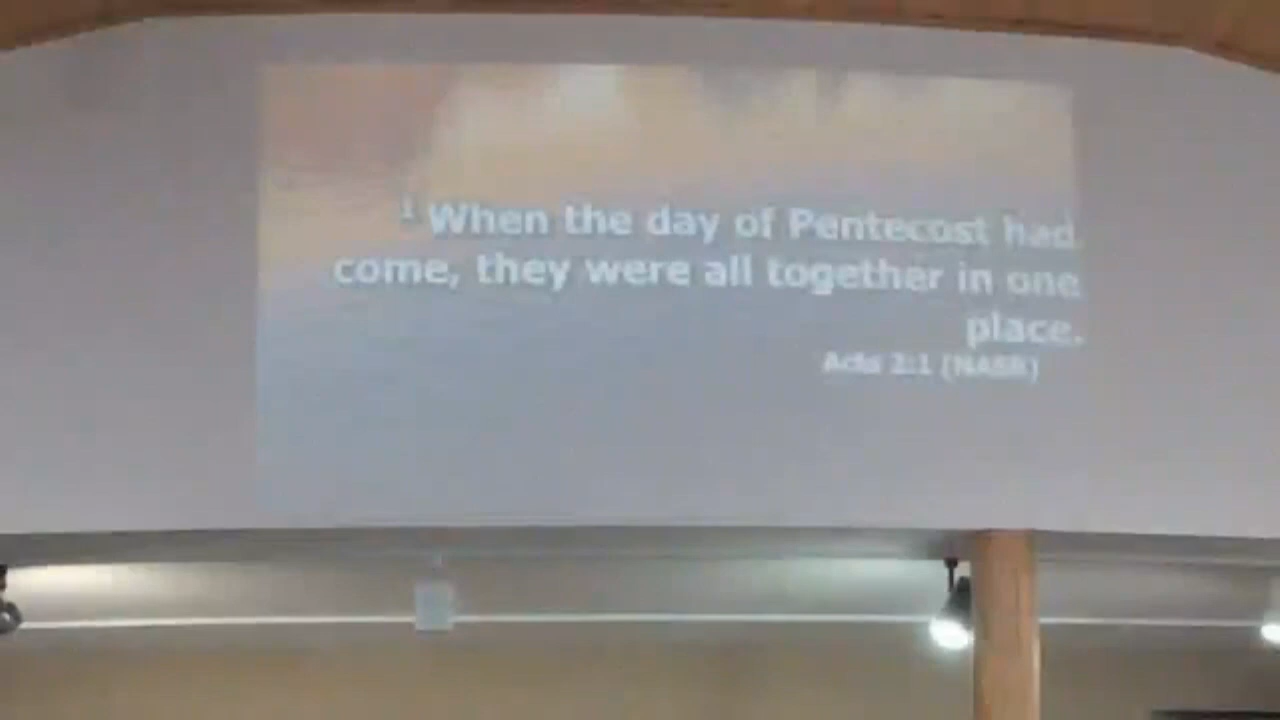 1 When the day of Pentecost had
come, they were all together in one
place.
Acts 2:1 (NASB)